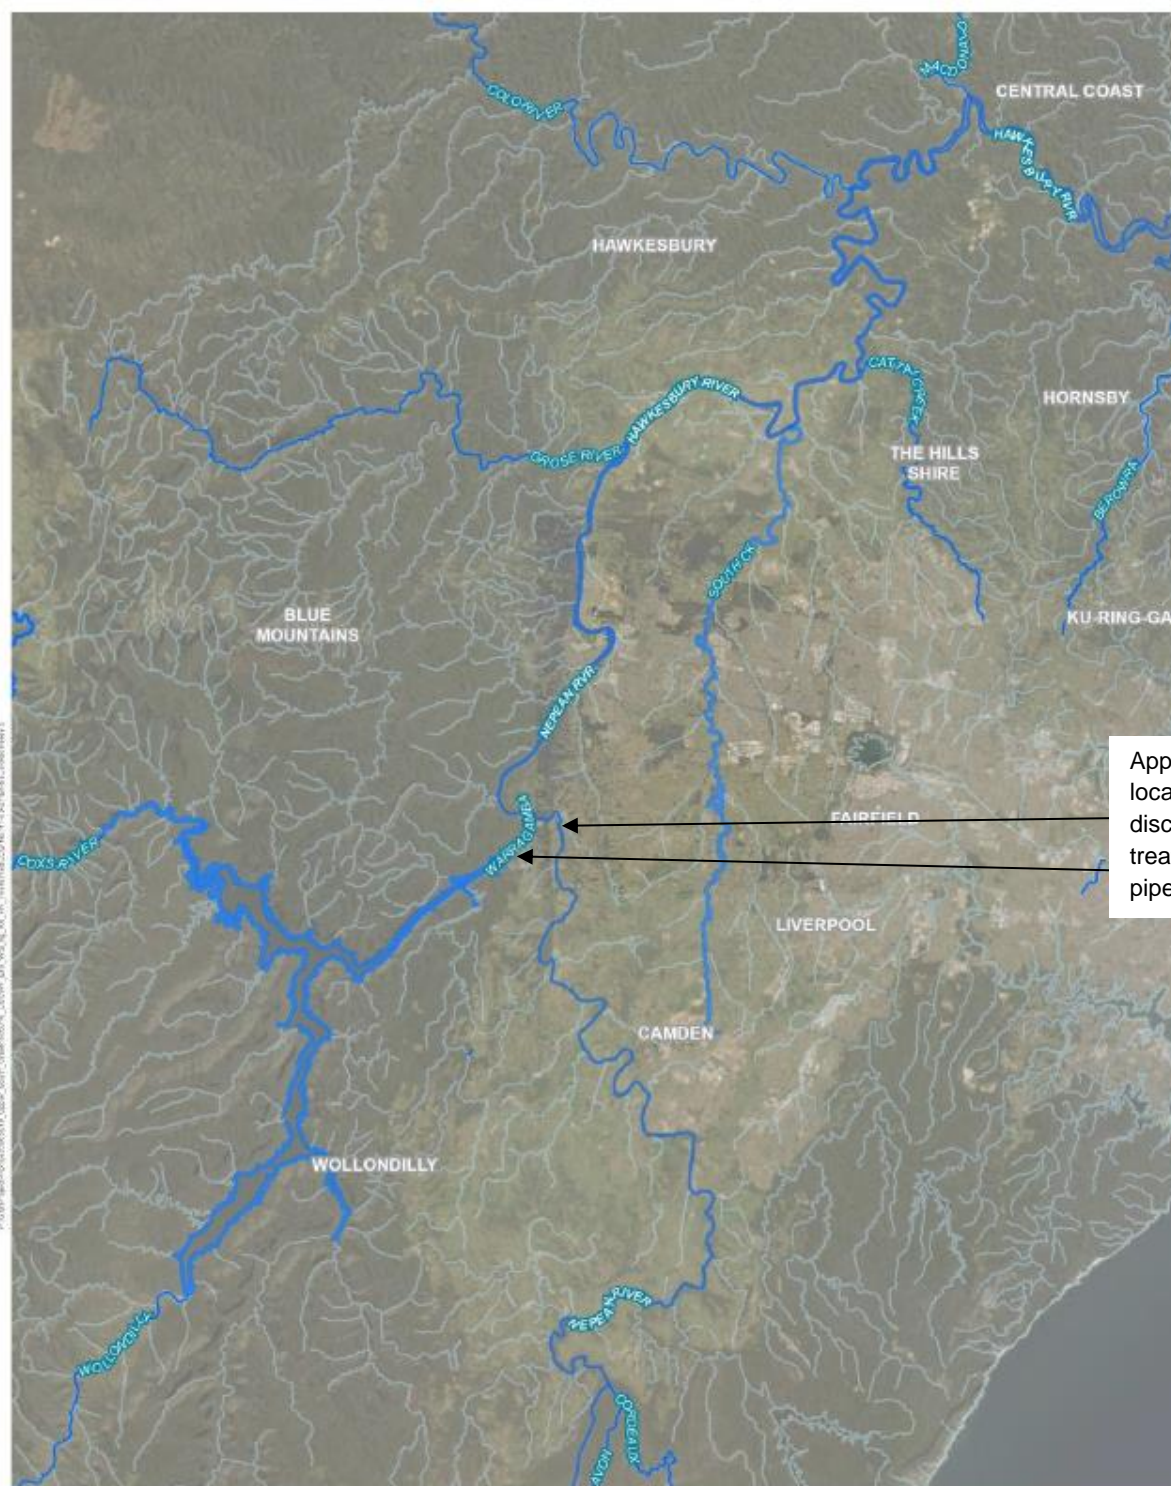 MACDONALD
CENTRAL COAST
COLO RIVER
HAWKESBURY RVR
HAWKESBURY
CATTAI CREEK
HAWKESBURY RIVER
HORNSBY
GROSE RIVER
THE HILLS
SHIRE
BEROWRA
SOUTH CK
BLUE
MOUNTAINS
KU-RING-GA
NEPEAN RVR
App
loca
disc
trea
pipe
WARRAGAMBA
FAIRFIELD
COXS RIVER
LIVERPOOL
CAMDEN
WOLLONDILLY
NEPEAN RIVER
WOLLONDILLY
CORDEAUX
AVON